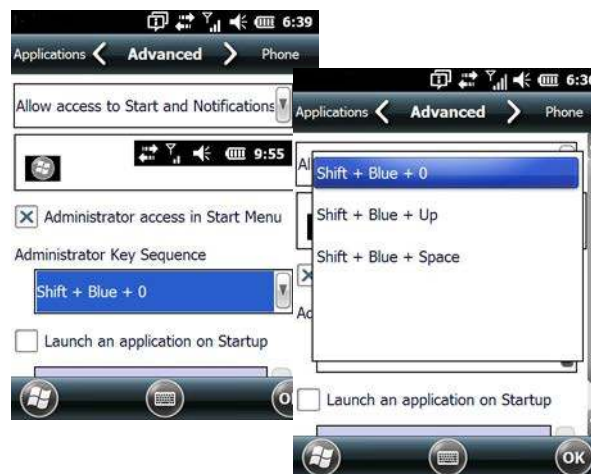 6:39
Applications Advanced Phone
Allow access to Start and Notifications
9:55
Administrator access in Start Menu
Administrator Key Sequence
Shift + Blue + 0
Launch an application on Startup
Applications Advanced Phone
Shift + Blue + 0
Shift + Blue + Up
Shift + Blue + Space
Launch an application on Startup
OK